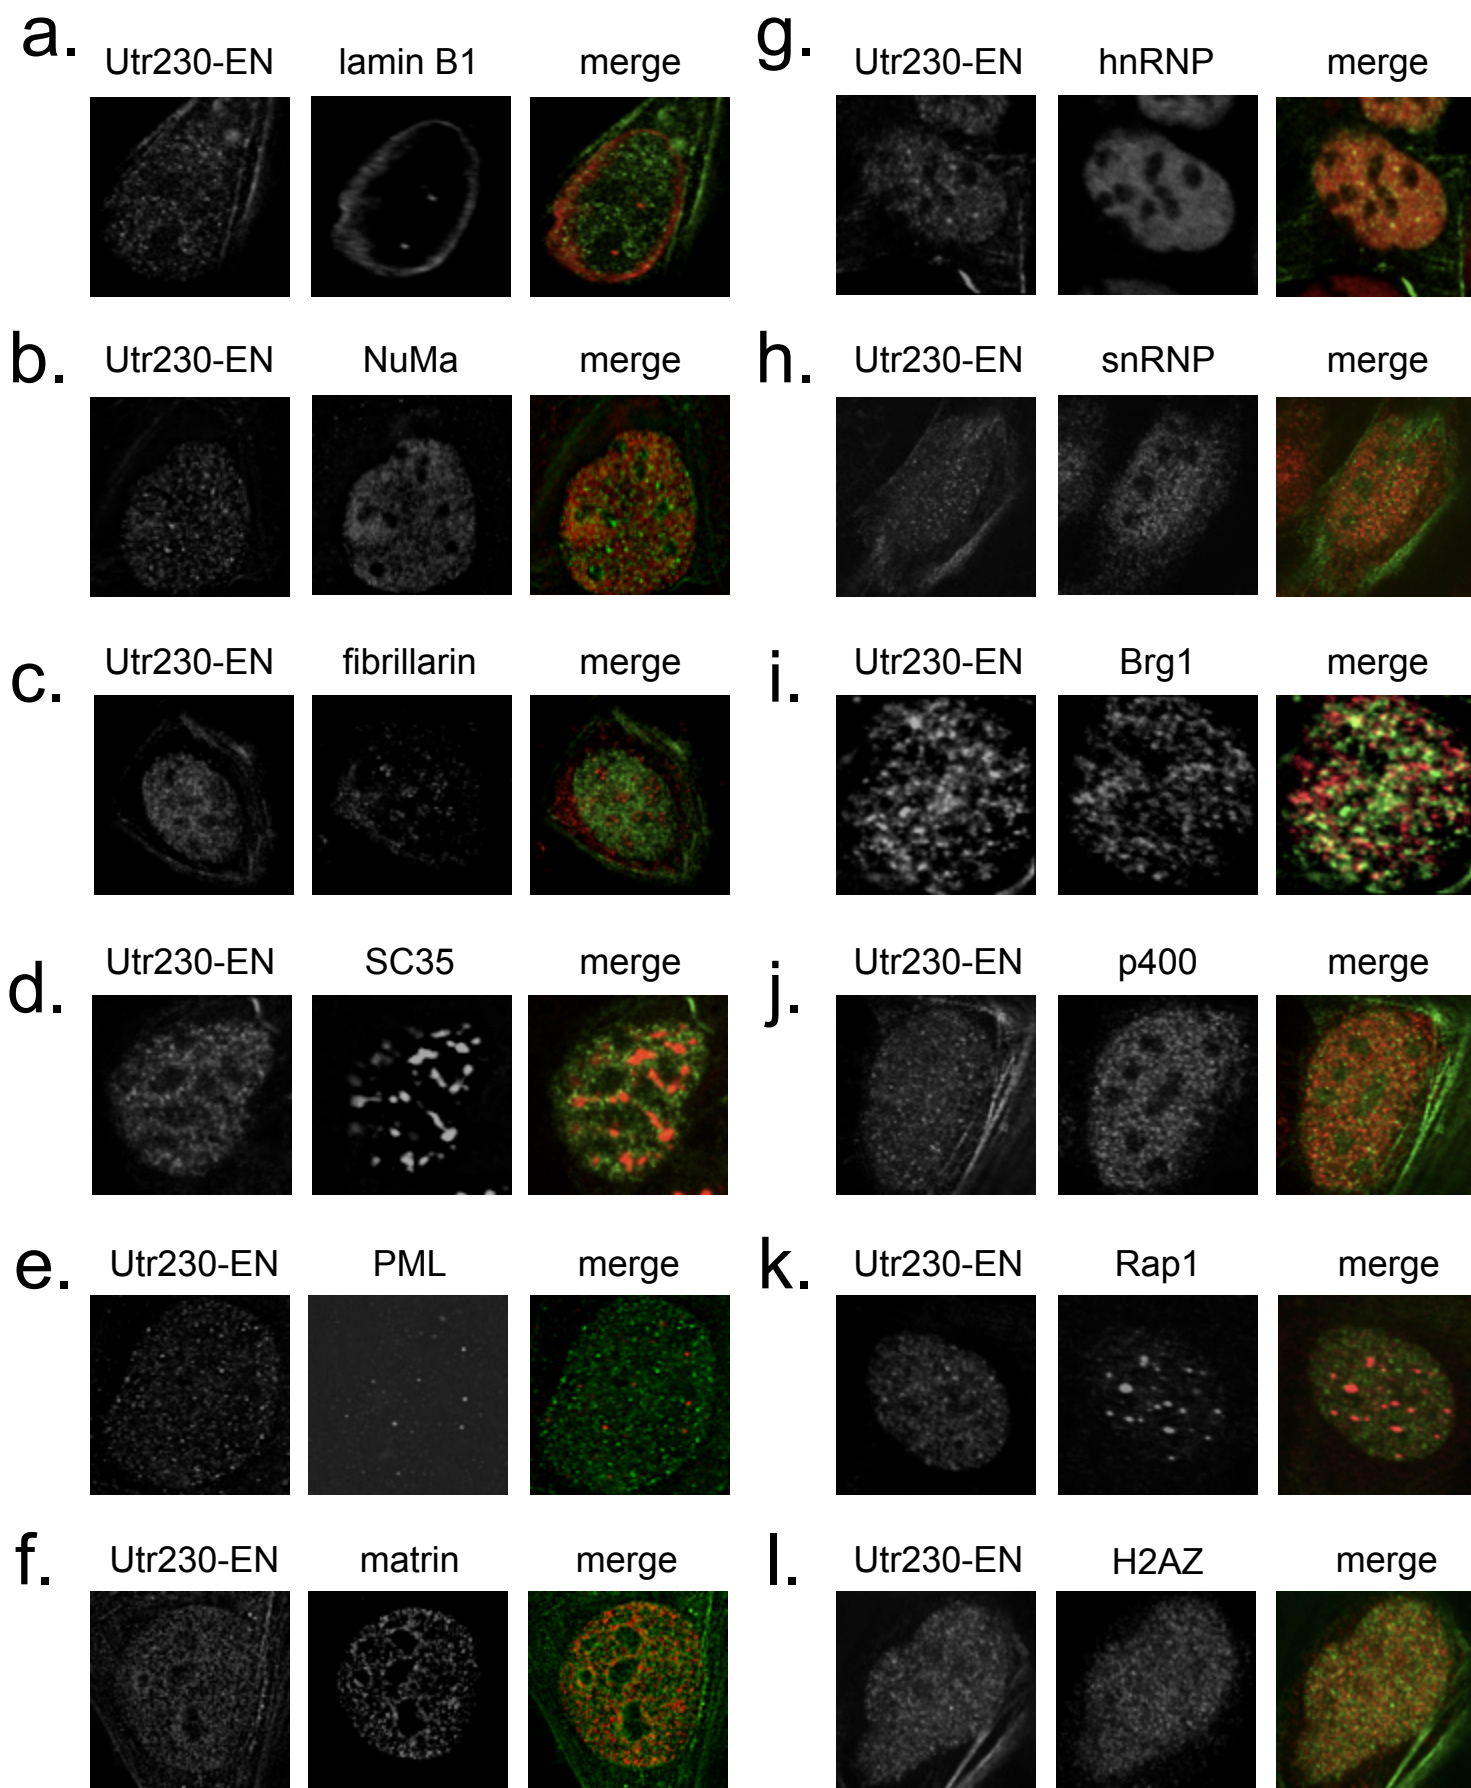 a.
Utr230-EN lamin B1 merge
b.
Utr230-EN NuMa merge
c.
Utr230-EN fibrillarin merge
d.
Utr230-EN SC35 merge
e.
Utr230-EN PML merge
f.
Utr230-EN matrin merge
g.
Utr230-EN hnRNP merge
h.
Utr230-EN snRNP merge
i.
Utr230-EN Brg1 merge
j.
Utr230-EN p400 merge
k.
Utr230-EN Rap1 merge
l.
Utr230-EN H2AZ merge